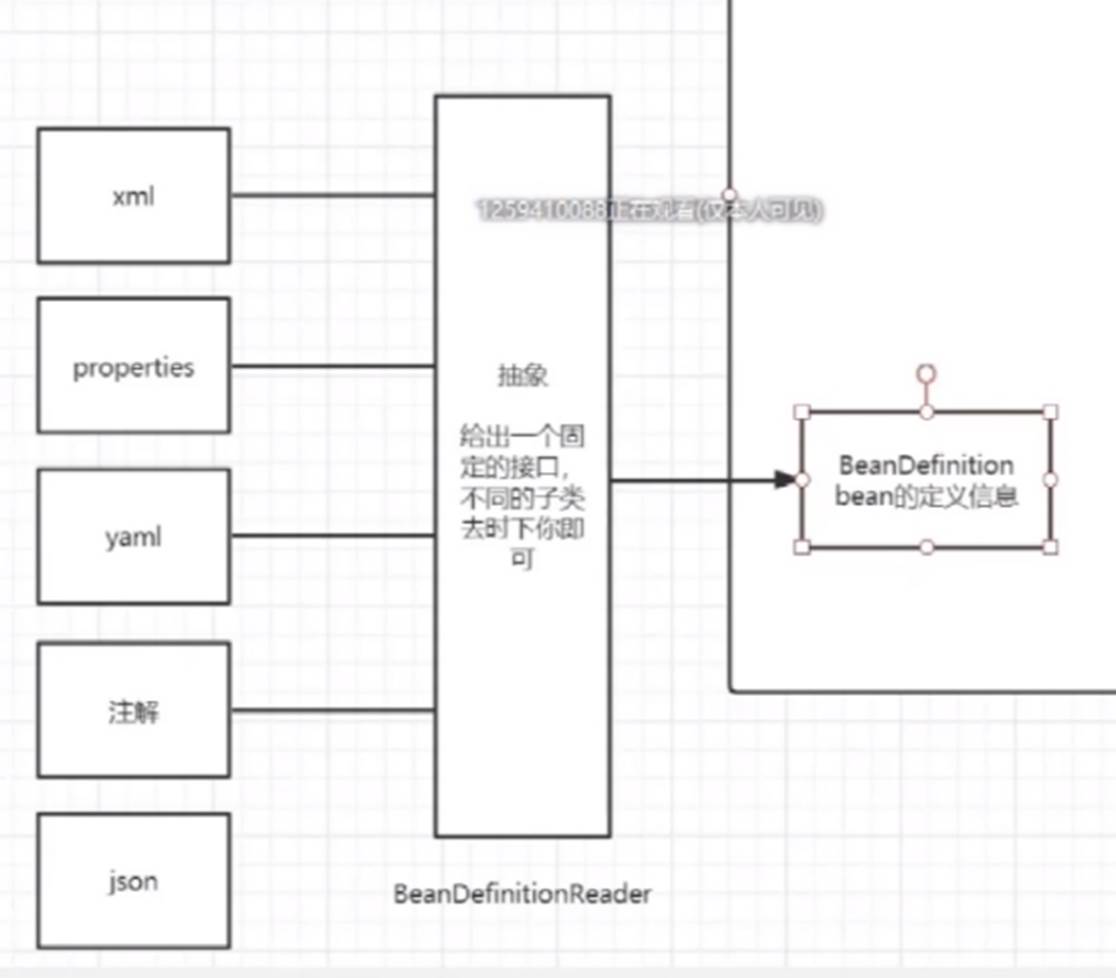 xml
1259410088正在观看(仅本人可见)
properties
抽象
给出一个固
定的接口，
不同的子类
去时下你即
可
BeanDefinition
bean的定义信息
yaml
注解
json
BeanDefinitionReader